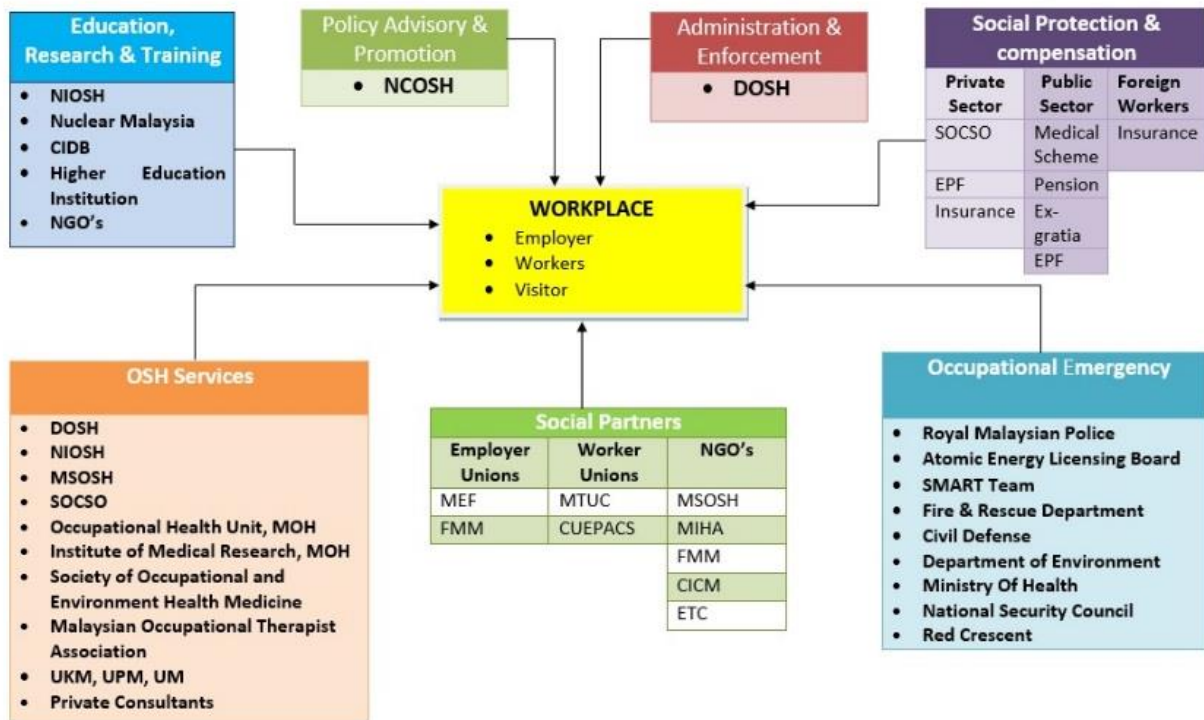 Education,
Research & Training
• NIOSH
• Nuclear Malaysia
• CIDB
• Higher Education
Institution
• NGO’s
Policy Advisory &
Promotion
• NCOSH
Administration &
Enforcement
• DOSH
Social Protection &
compensation
Private Sector
Public Sector
Foreign Workers
SOCSO
Medical Scheme
Insurance
EPF
Pension
Insurance
Ex-gratia
EPF
WORKPLACE
• Employer
• Workers
• Visitor
OSH Services
• DOSH
• NIOSH
• MSOSH
• SOCSO
• Occupational Health Unit, MOH
• Institute of Medical Research, MOH
• Society of Occupational and
Environment Health Medicine
• Malaysian Occupational Therapist
Association
• UKM, UPM, UM
• Private Consultants
Social Partners
Employer Unions
Worker Unions
NGO’s
MEF
MTUC
MSOSH
FMM
CUEPACS
MIHA
FMM
CICM
ETC
Occupational Emergency
• Royal Malaysian Police
• Atomic Energy Licensing Board
• SMART Team
• Fire & Rescue Department
• Civil Defense
• Department of Environment
• Ministry Of Health
• National Security Council
• Red Crescent